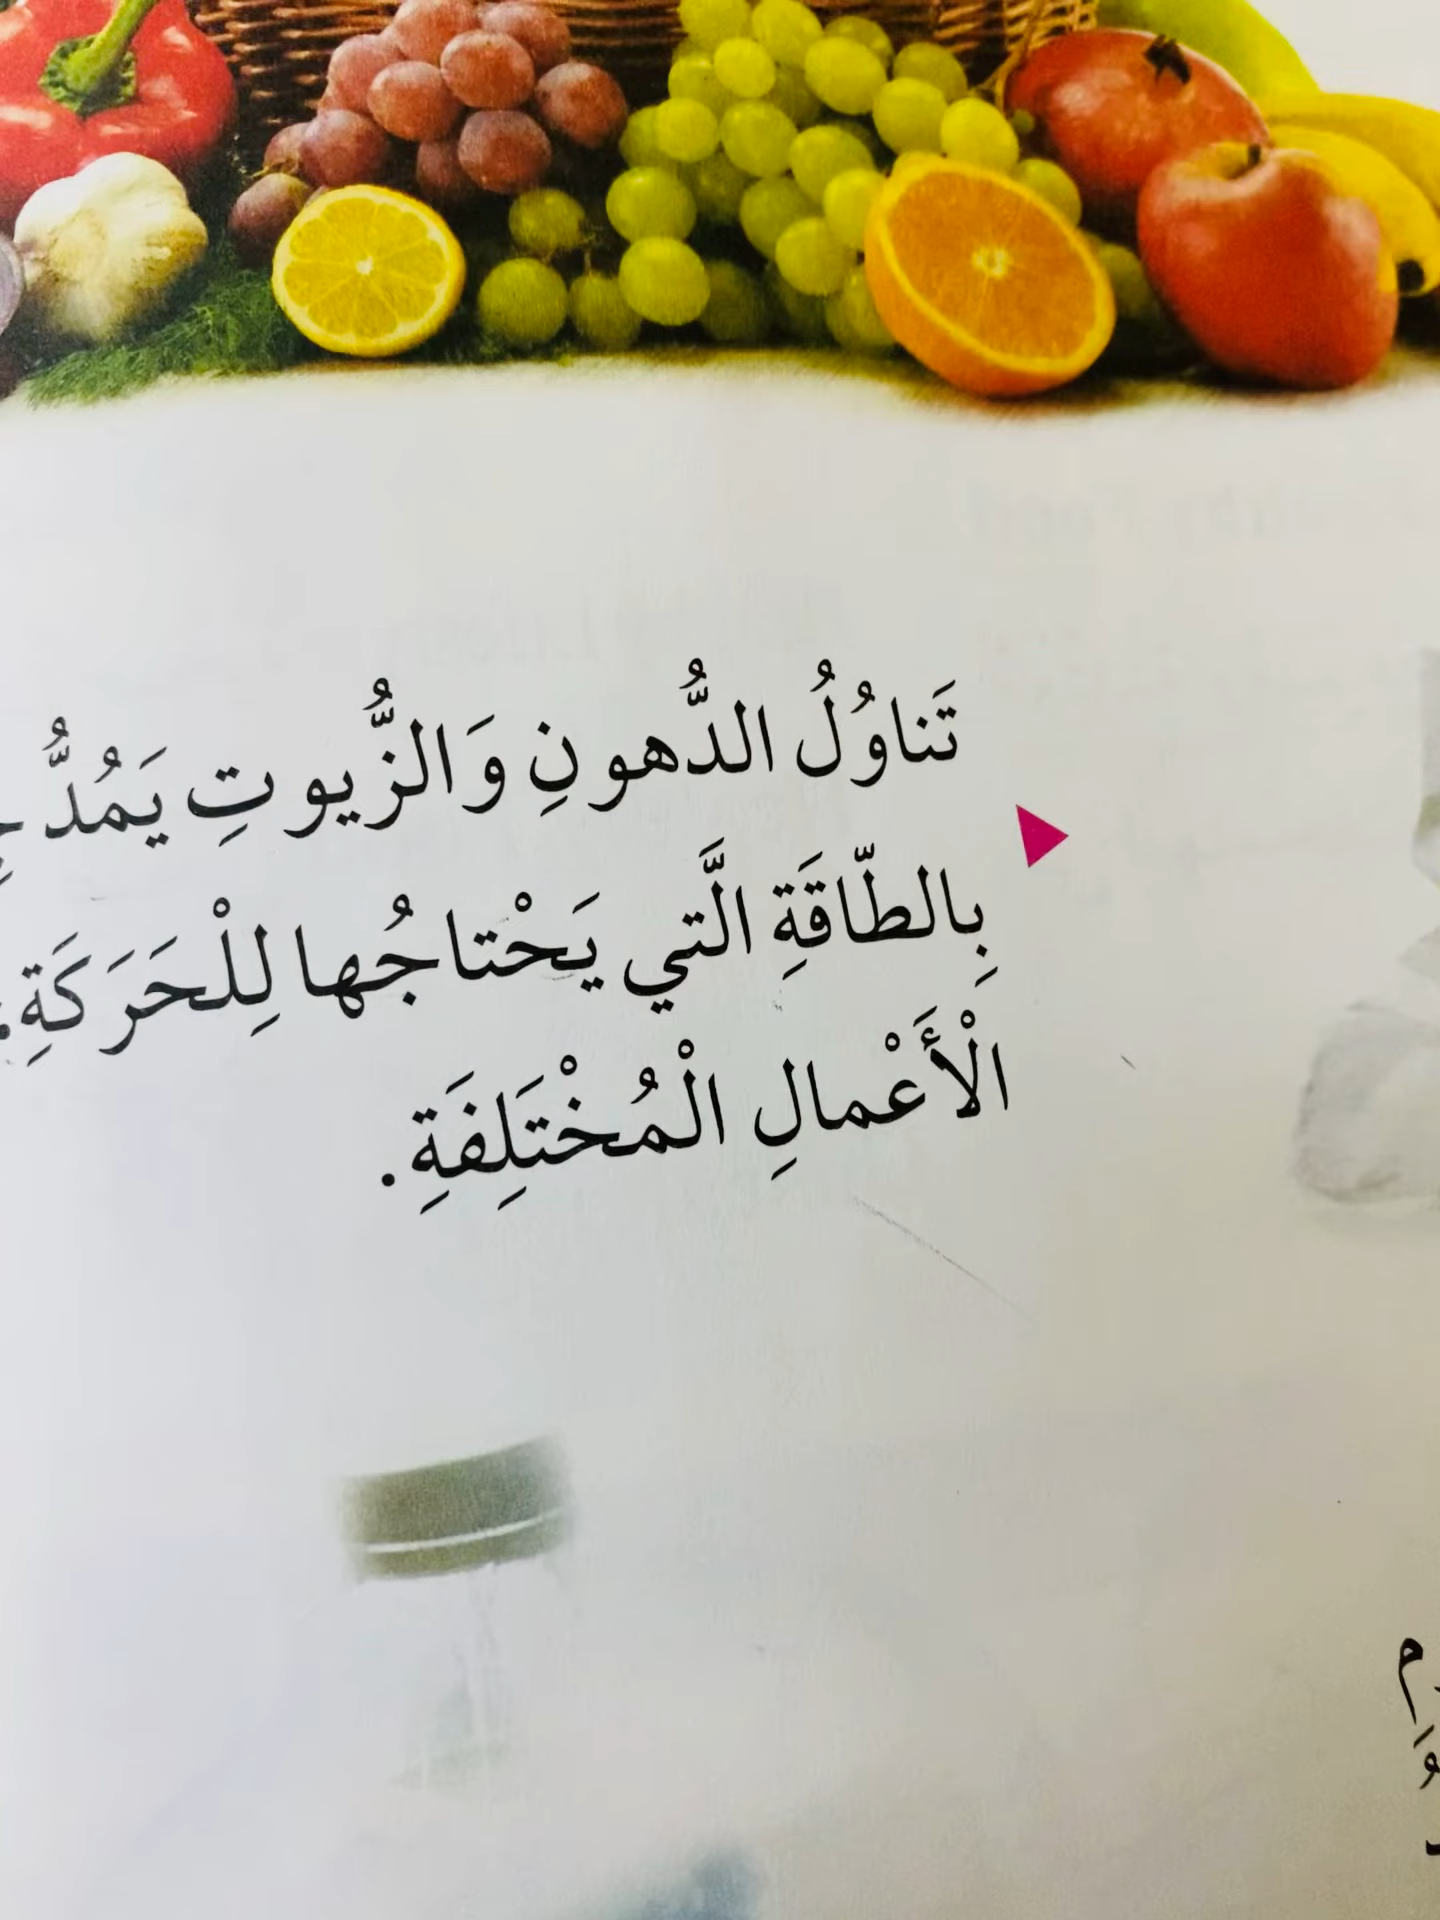 تَناوُلُ الدُّهونِ وَالزُّيوتِ يَمُدُّ
بِالطّاقَةِ الَّتي يَحْتاجُها لِلْحَرَكَةِ
الْأَعْمالِ الْمُخْتَلِفَةِ.